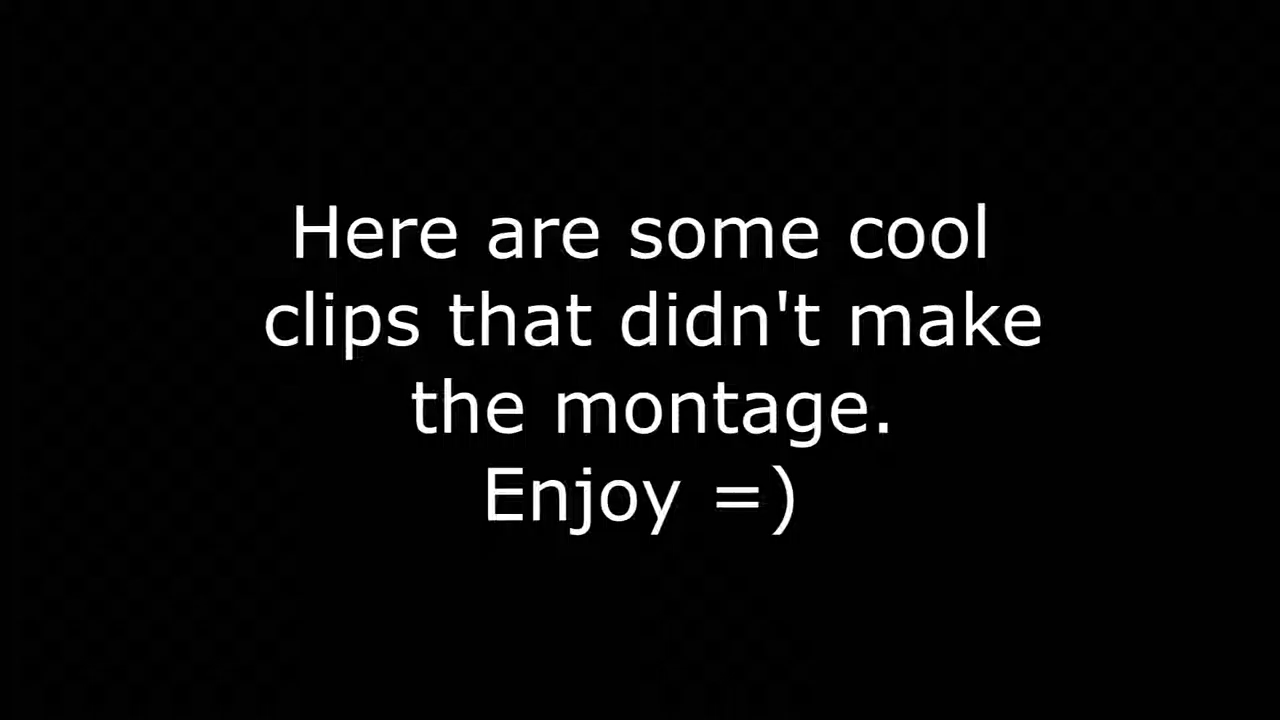 Here are some cool
clips that didn't make
the montage.
Enjoy =)